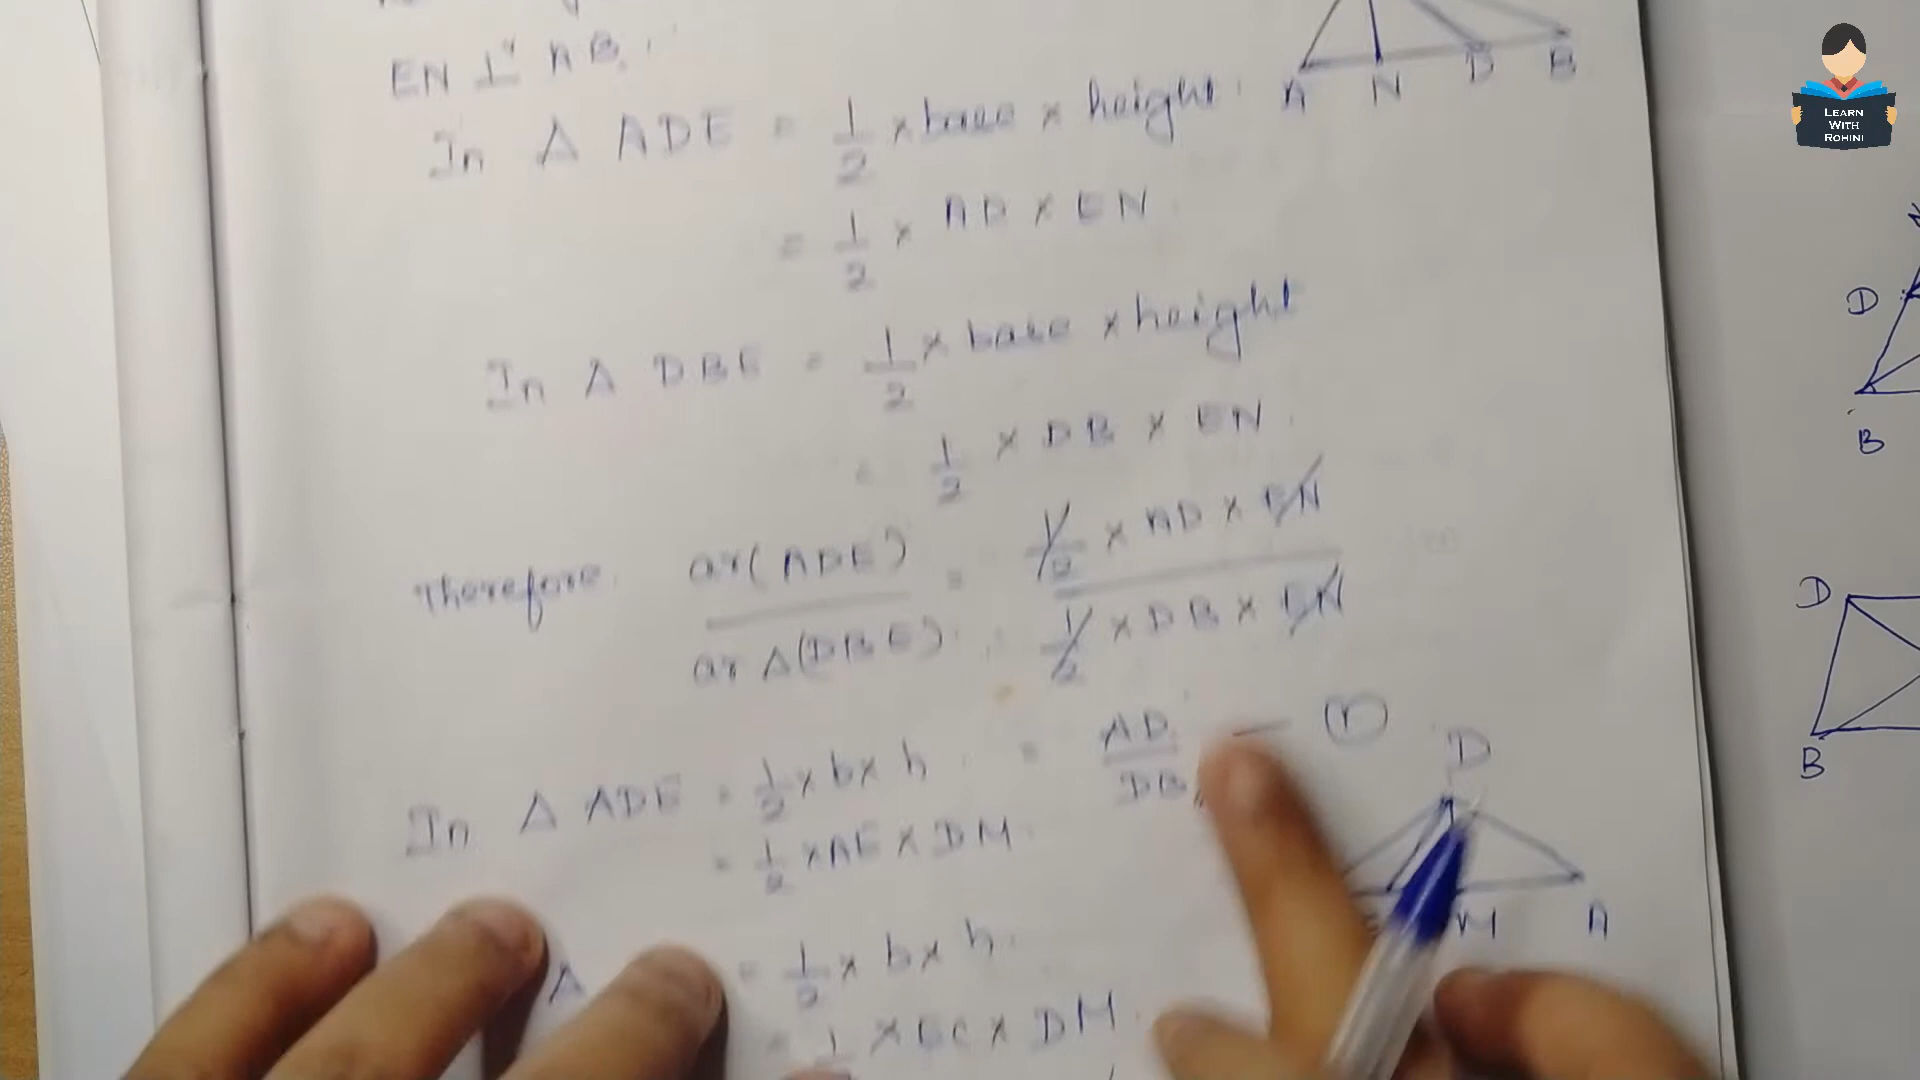 EN ⊥r AB.
In Δ ADE = 1/2 × base × height.
= 1/2 × AD × EN.
A N D B
In Δ DBE = 1/2 × base × height
= 1/2 × DB × EN.
Therefore ar(ADE) / ar Δ(DBE) = 1/2 × AD × EN / 1/2 × DB × EN
= AD / DB — ①
In Δ ADE = 1/2 × b × h
= 1/2 × AE × DM.
D
M A
Δ = 1/2 × b × h.
= 1 × EC × DM.
LEARN
WITH
ROHINI
D
B
D
B